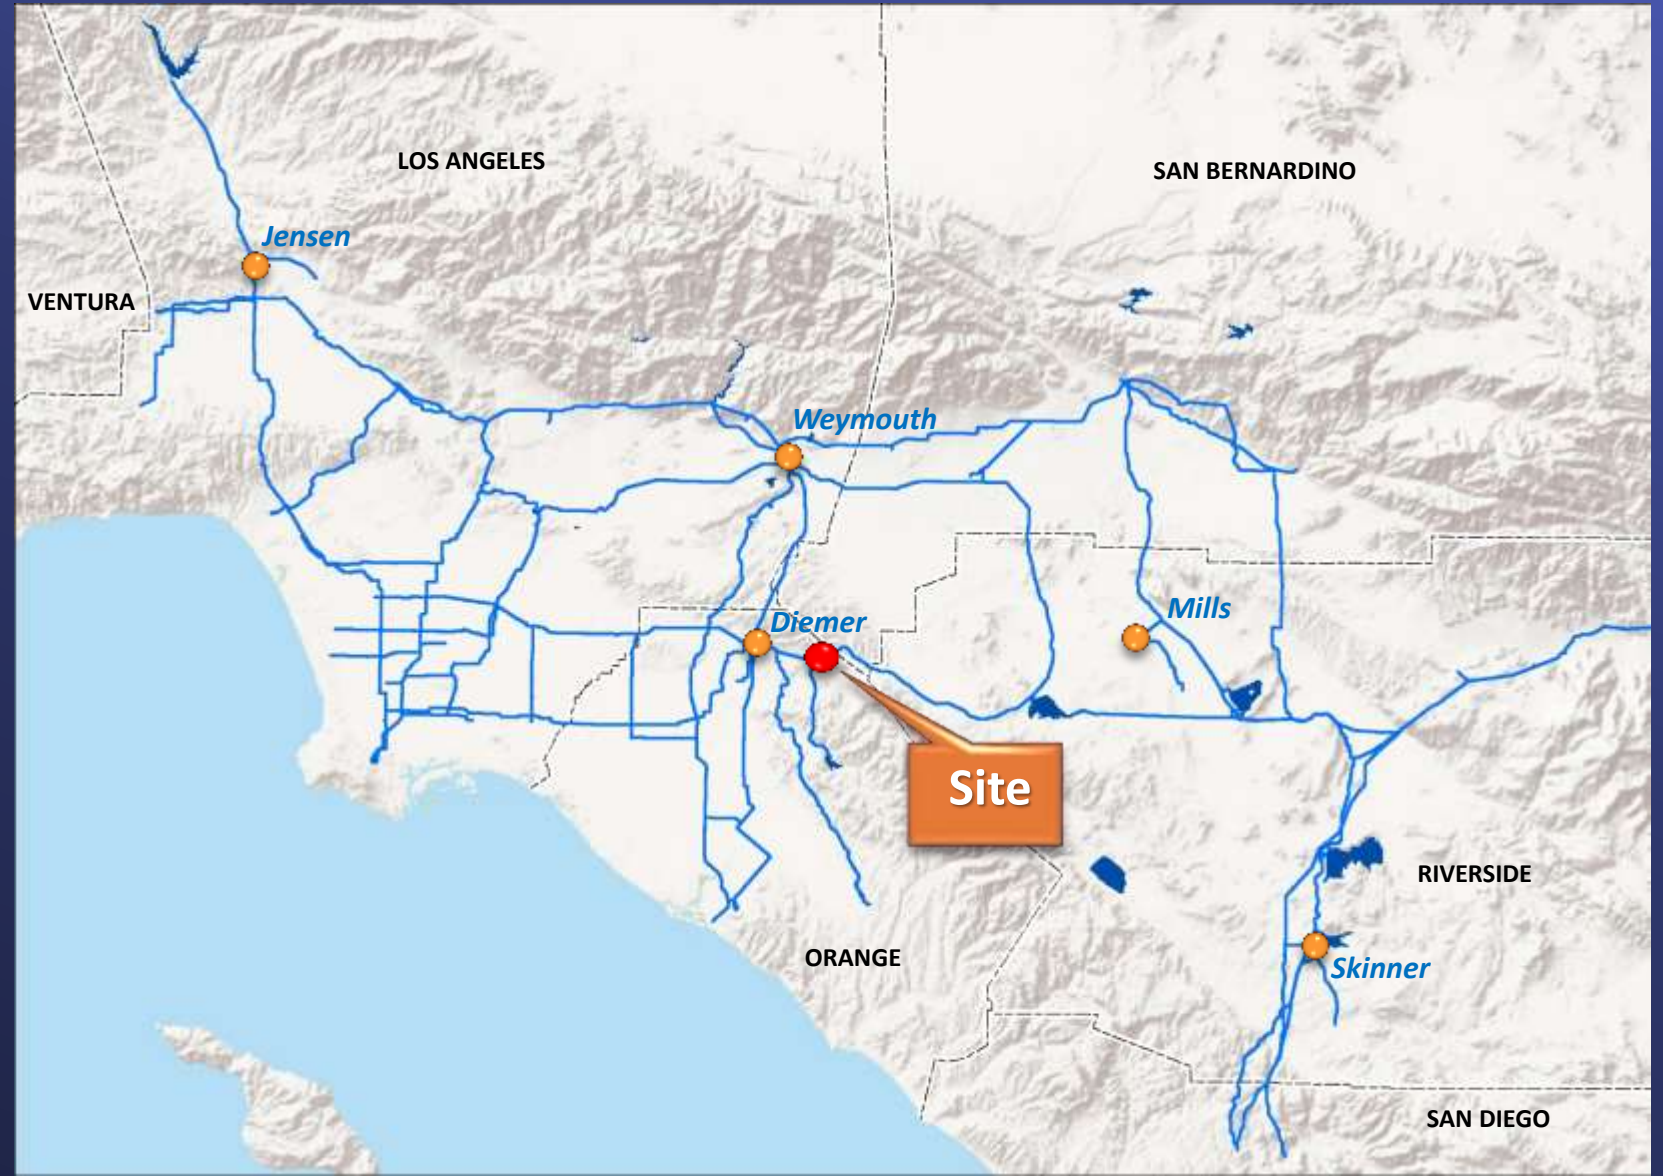 LOS ANGELES
SAN BERNARDINO
Jensen
VENTURA
Weymouth
Mills
Diemer
Site
RIVERSIDE
ORANGE
Skinner
SAN DIEGO